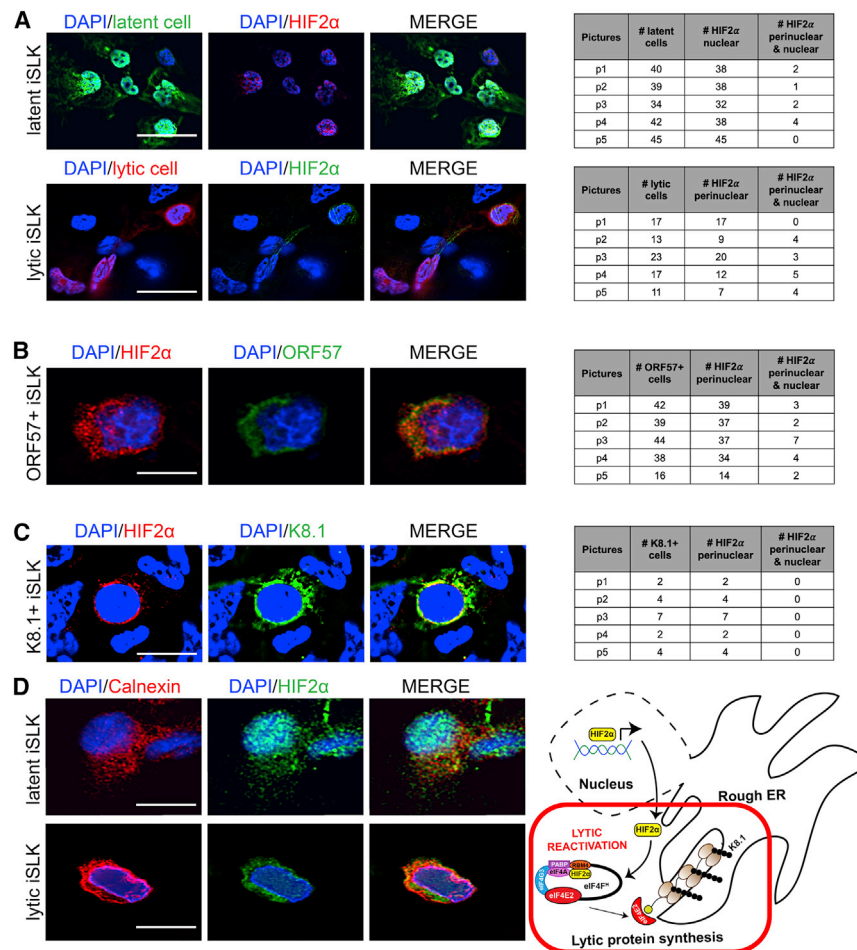 A
DAPI/latent cell DAPI/HIF2α MERGE
latent iSLK
Pictures # latent cells # HIF2α nuclear # HIF2α perinuclear & nuclear
p1 40 38 2
p2 39 38 1
p3 34 32 2
p4 42 38 4
p5 45 45 0
DAPI/lytic cell DAPI/HIF2α MERGE
lytic iSLK
Pictures # lytic cells # HIF2α perinuclear # HIF2α perinuclear & nuclear
p1 17 17 0
p2 13 9 4
p3 23 20 3
p4 17 12 5
p5 11 7 4
B
DAPI/HIF2α DAPI/ORF57 MERGE
ORF57+ iSLK
Pictures # ORF57+ cells # HIF2α perinuclear # HIF2α perinuclear & nuclear
p1 42 39 3
p2 39 37 2
p3 44 37 7
p4 38 34 4
p5 16 14 2
C
DAPI/HIF2α DAPI/K8.1 MERGE
K8.1+ iSLK
Pictures # K8.1+ cells # HIF2α perinuclear # HIF2α perinuclear & nuclear
p1 2 2 0
p2 4 4 0
p3 7 7 0
p4 2 2 0
p5 4 4 0
D
DAPI/Calnexin DAPI/HIF2α MERGE
latent iSLK
lytic iSLK
HIF2α
Nucleus
Rough ER
HIF2α
LYTIC
REACTIVATION
K8.1
PABP RBM4
eIF4A HIF2α
eIF4G3
eIF4Fᴴ
eIF4E2
eIF4E2
Lytic protein synthesis